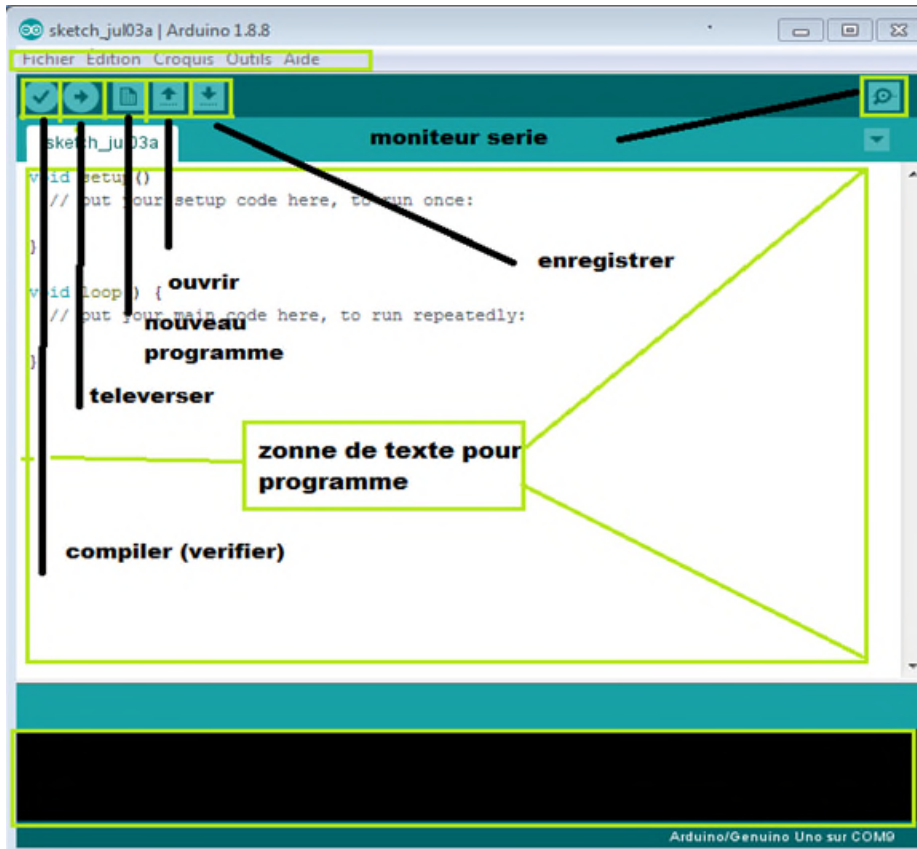 sketch_jul03a | Arduino 1.8.8
Fichier Édition Croquis Outils Aide
moniteur serie
sketch_jul03a
void setup()
// put your setup code here, to run once:
}
enregistrer
ouvrir
void loop() {
// put your main code here, to run repeatedly:
nouveau
programme
}
televerser
zonne de texte pour
programme
compiler (verifier)
Arduino/Genuino Uno sur COM9